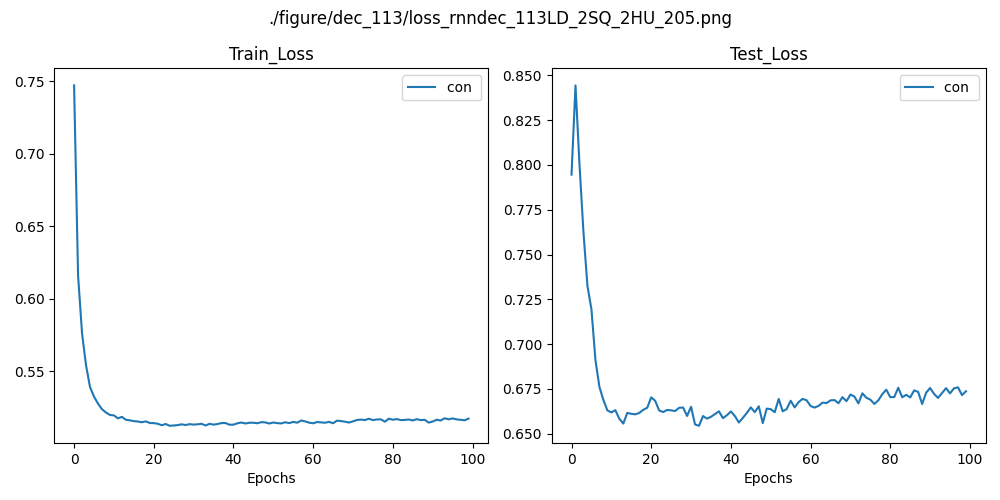 ./figure/dec_113/loss_rnndec_113LD_2SQ_2HU_205.png
Train_Loss
Test_Loss
con
con
0.75
0.70
0.65
0.60
0.55
0.850
0.825
0.800
0.775
0.750
0.725
0.700
0.675
0.650
0 20 40 60 80 100
0 20 40 60 80 100
Epochs
Epochs